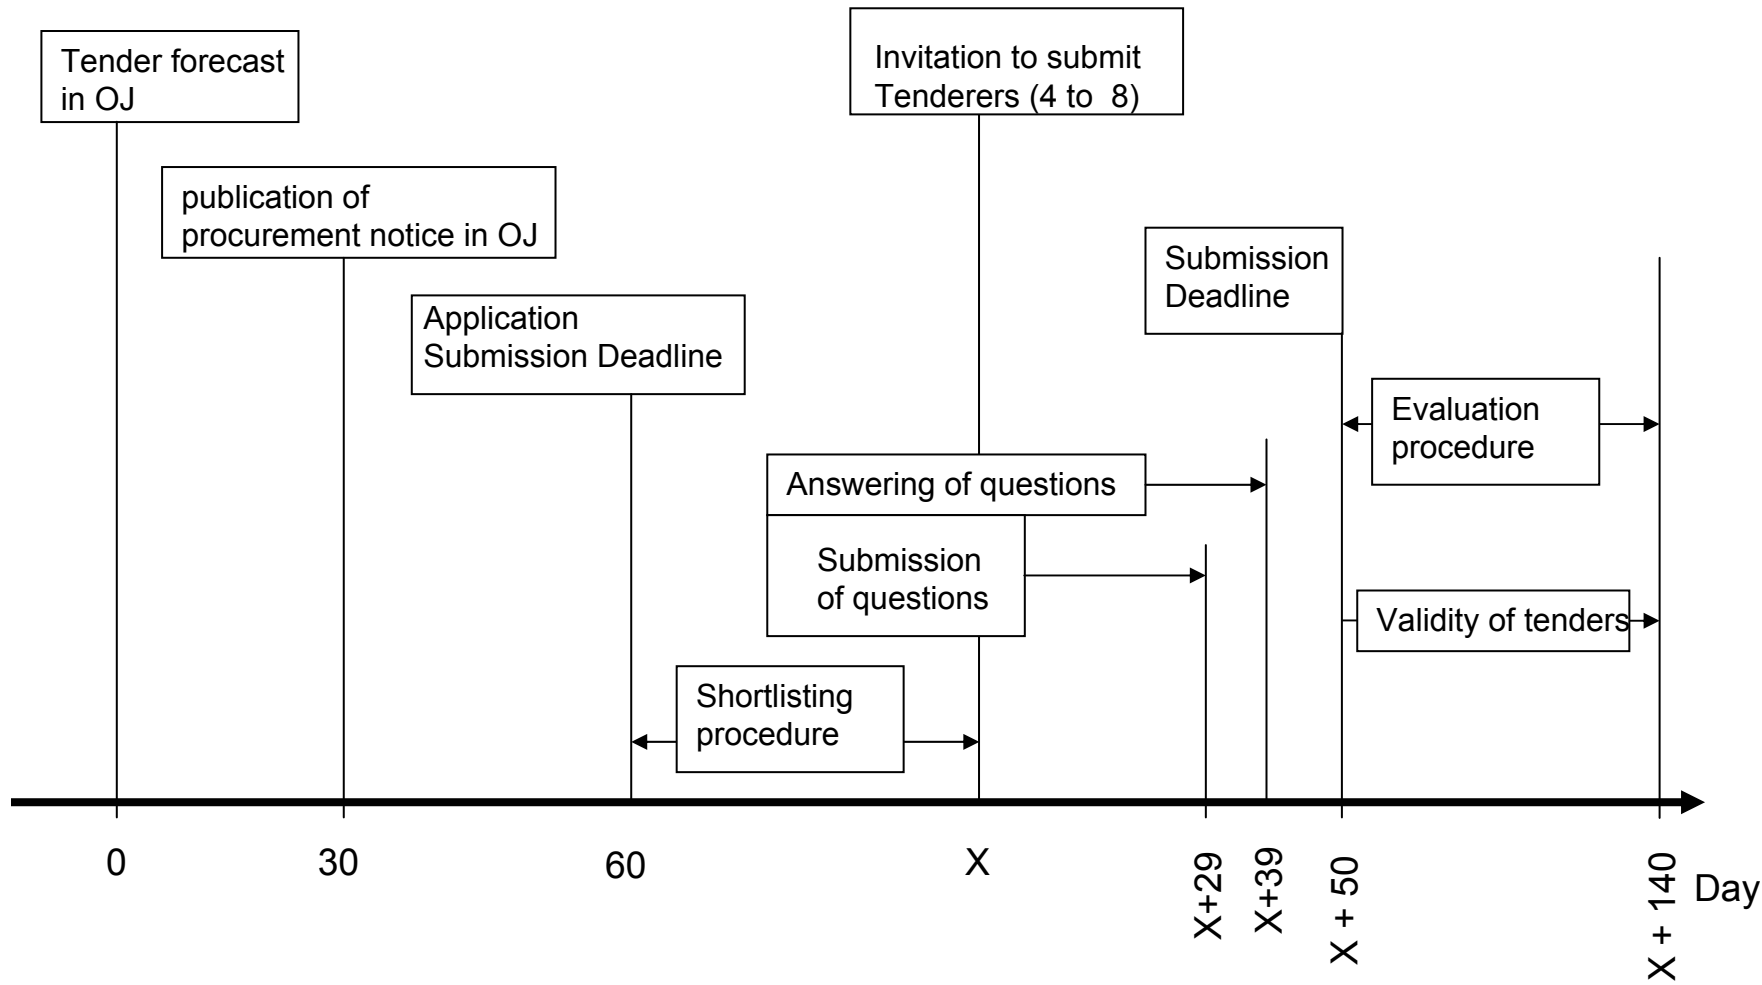 Tender forecast
in OJ
Invitation to submit
Tenderers (4 to  8)
publication of
procurement notice in OJ
Submission
Deadline
Application
Submission Deadline
Evaluation
procedure
Answering of questions
Submission
of questions
Validity of tenders
Shortlisting
procedure
0
30
60
X
X+29
X+39
X + 50
X + 140
Day